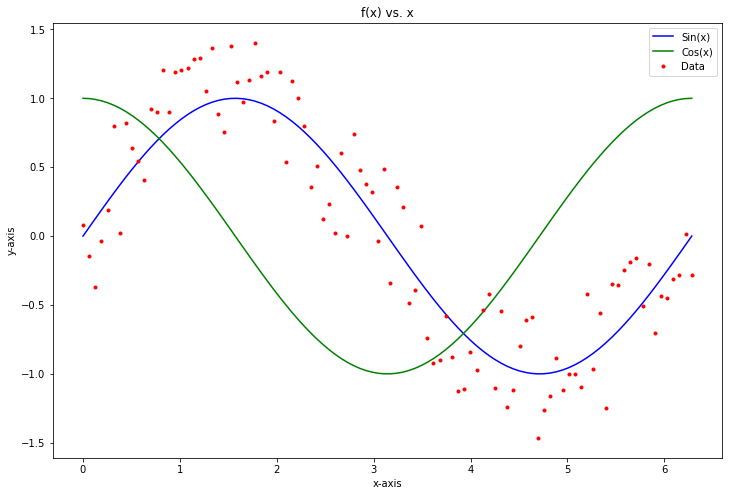 f(x) vs. x
Sin(x)
Cos(x)
Data
1.5
1.0
0.5
0.0
−0.5
−1.0
−1.5
y-axis
0 1 2 3 4 5 6
x-axis